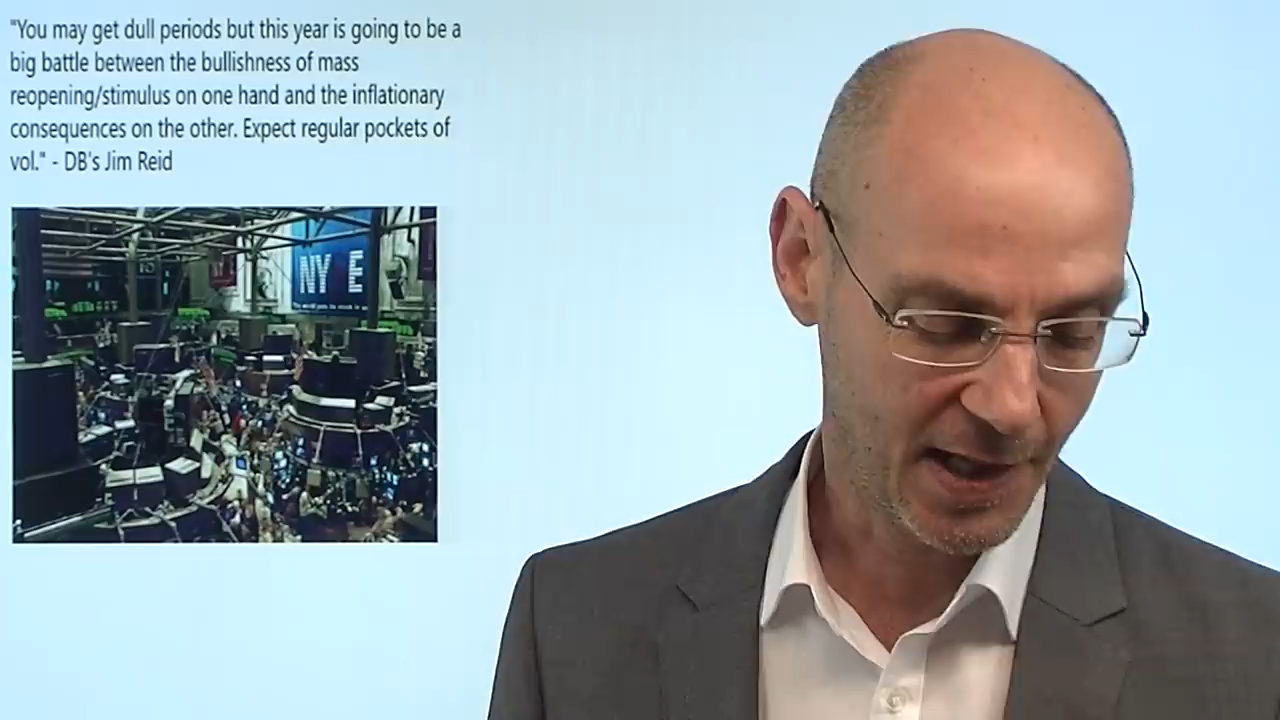 "You may get dull periods but this year is going to be a
big battle between the bullishness of mass
reopening/stimulus on one hand and the inflationary
consequences on the other. Expect regular pockets of
vol." - DB's Jim Reid
NY E